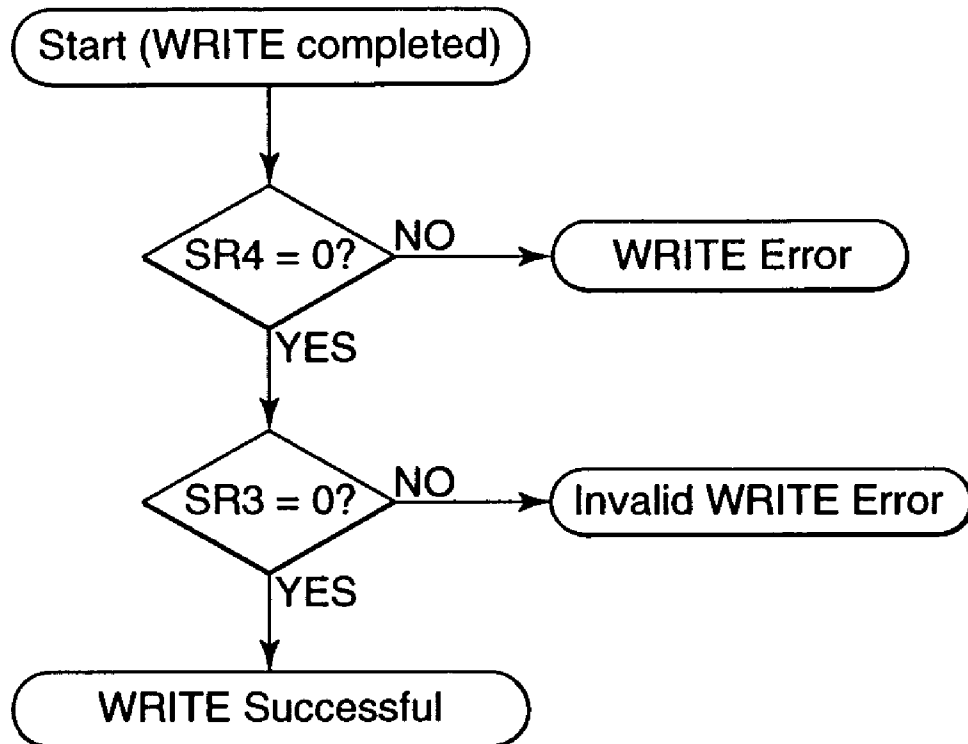 Start (WRITE completed)
SR4 = 0?
NO
WRITE Error
YES
SR3 = 0?
NO
Invalid WRITE Error
YES
WRITE Successful